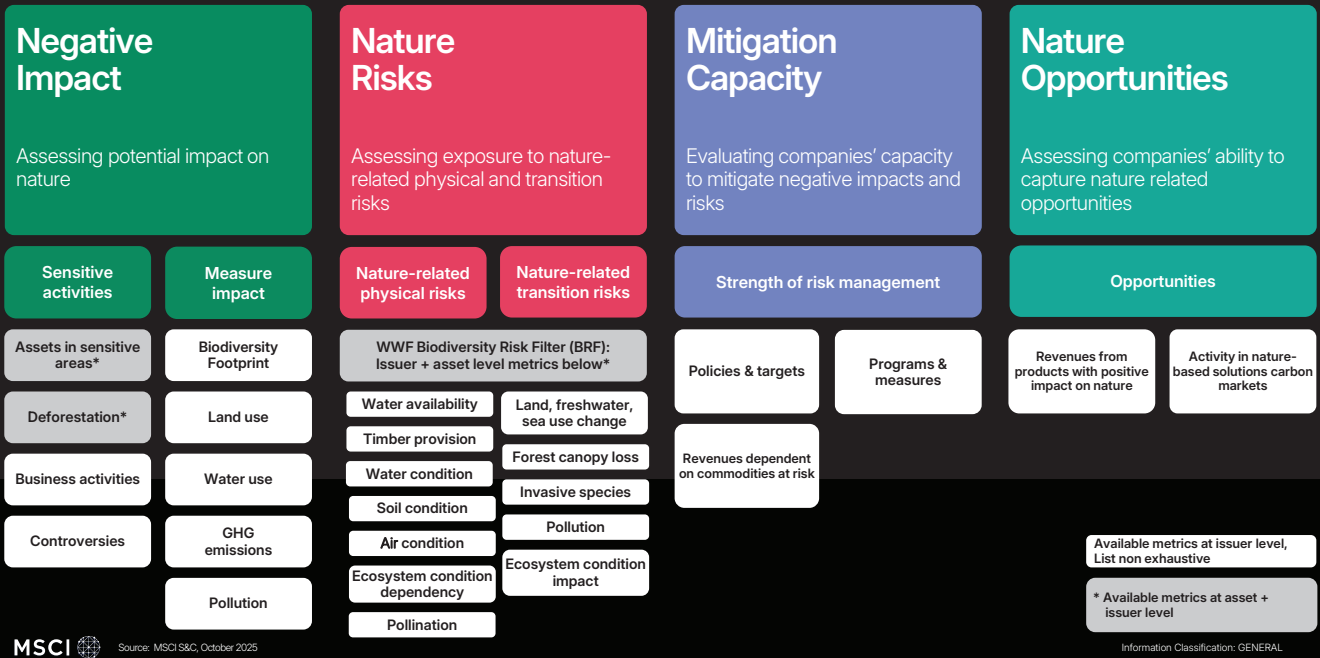 Negative
Impact
Assessing potential impact on
nature
Nature
Risks
Assessing exposure to nature-
related physical and transition
risks
Mitigation
Capacity
Evaluating companies’ capacity
to mitigate negative impacts and
risks
Nature
Opportunities
Assessing companies’ ability to
capture nature related
opportunities
Sensitive
activities
Measure
impact
Nature-related
physical risks
Nature-related
transition risks
Strength of risk management
Opportunities
Assets in sensitive
areas*
Deforestation*
Business activities
Controversies
Biodiversity
Footprint
Land use
Water use
GHG
emissions
Pollution
WWF Biodiversity Risk Filter (BRF):
Issuer + asset level metrics below*
Water availability
Timber provision
Water condition
Soil condition
Air condition
Ecosystem condition
dependency
Pollination
Land, freshwater,
sea use change
Forest canopy loss
Invasive species
Pollution
Ecosystem condition
impact
Policies & targets
Programs &
measures
Revenues dependent
on commodities at risk
Revenues from
products with positive
impact on nature
Activity in nature-
based solutions carbon
markets
Available metrics at issuer level,
List non exhaustive
* Available metrics at asset +
issuer level
MSCI
Source: MSCI S&C, October 2025
Information Classification: GENERAL